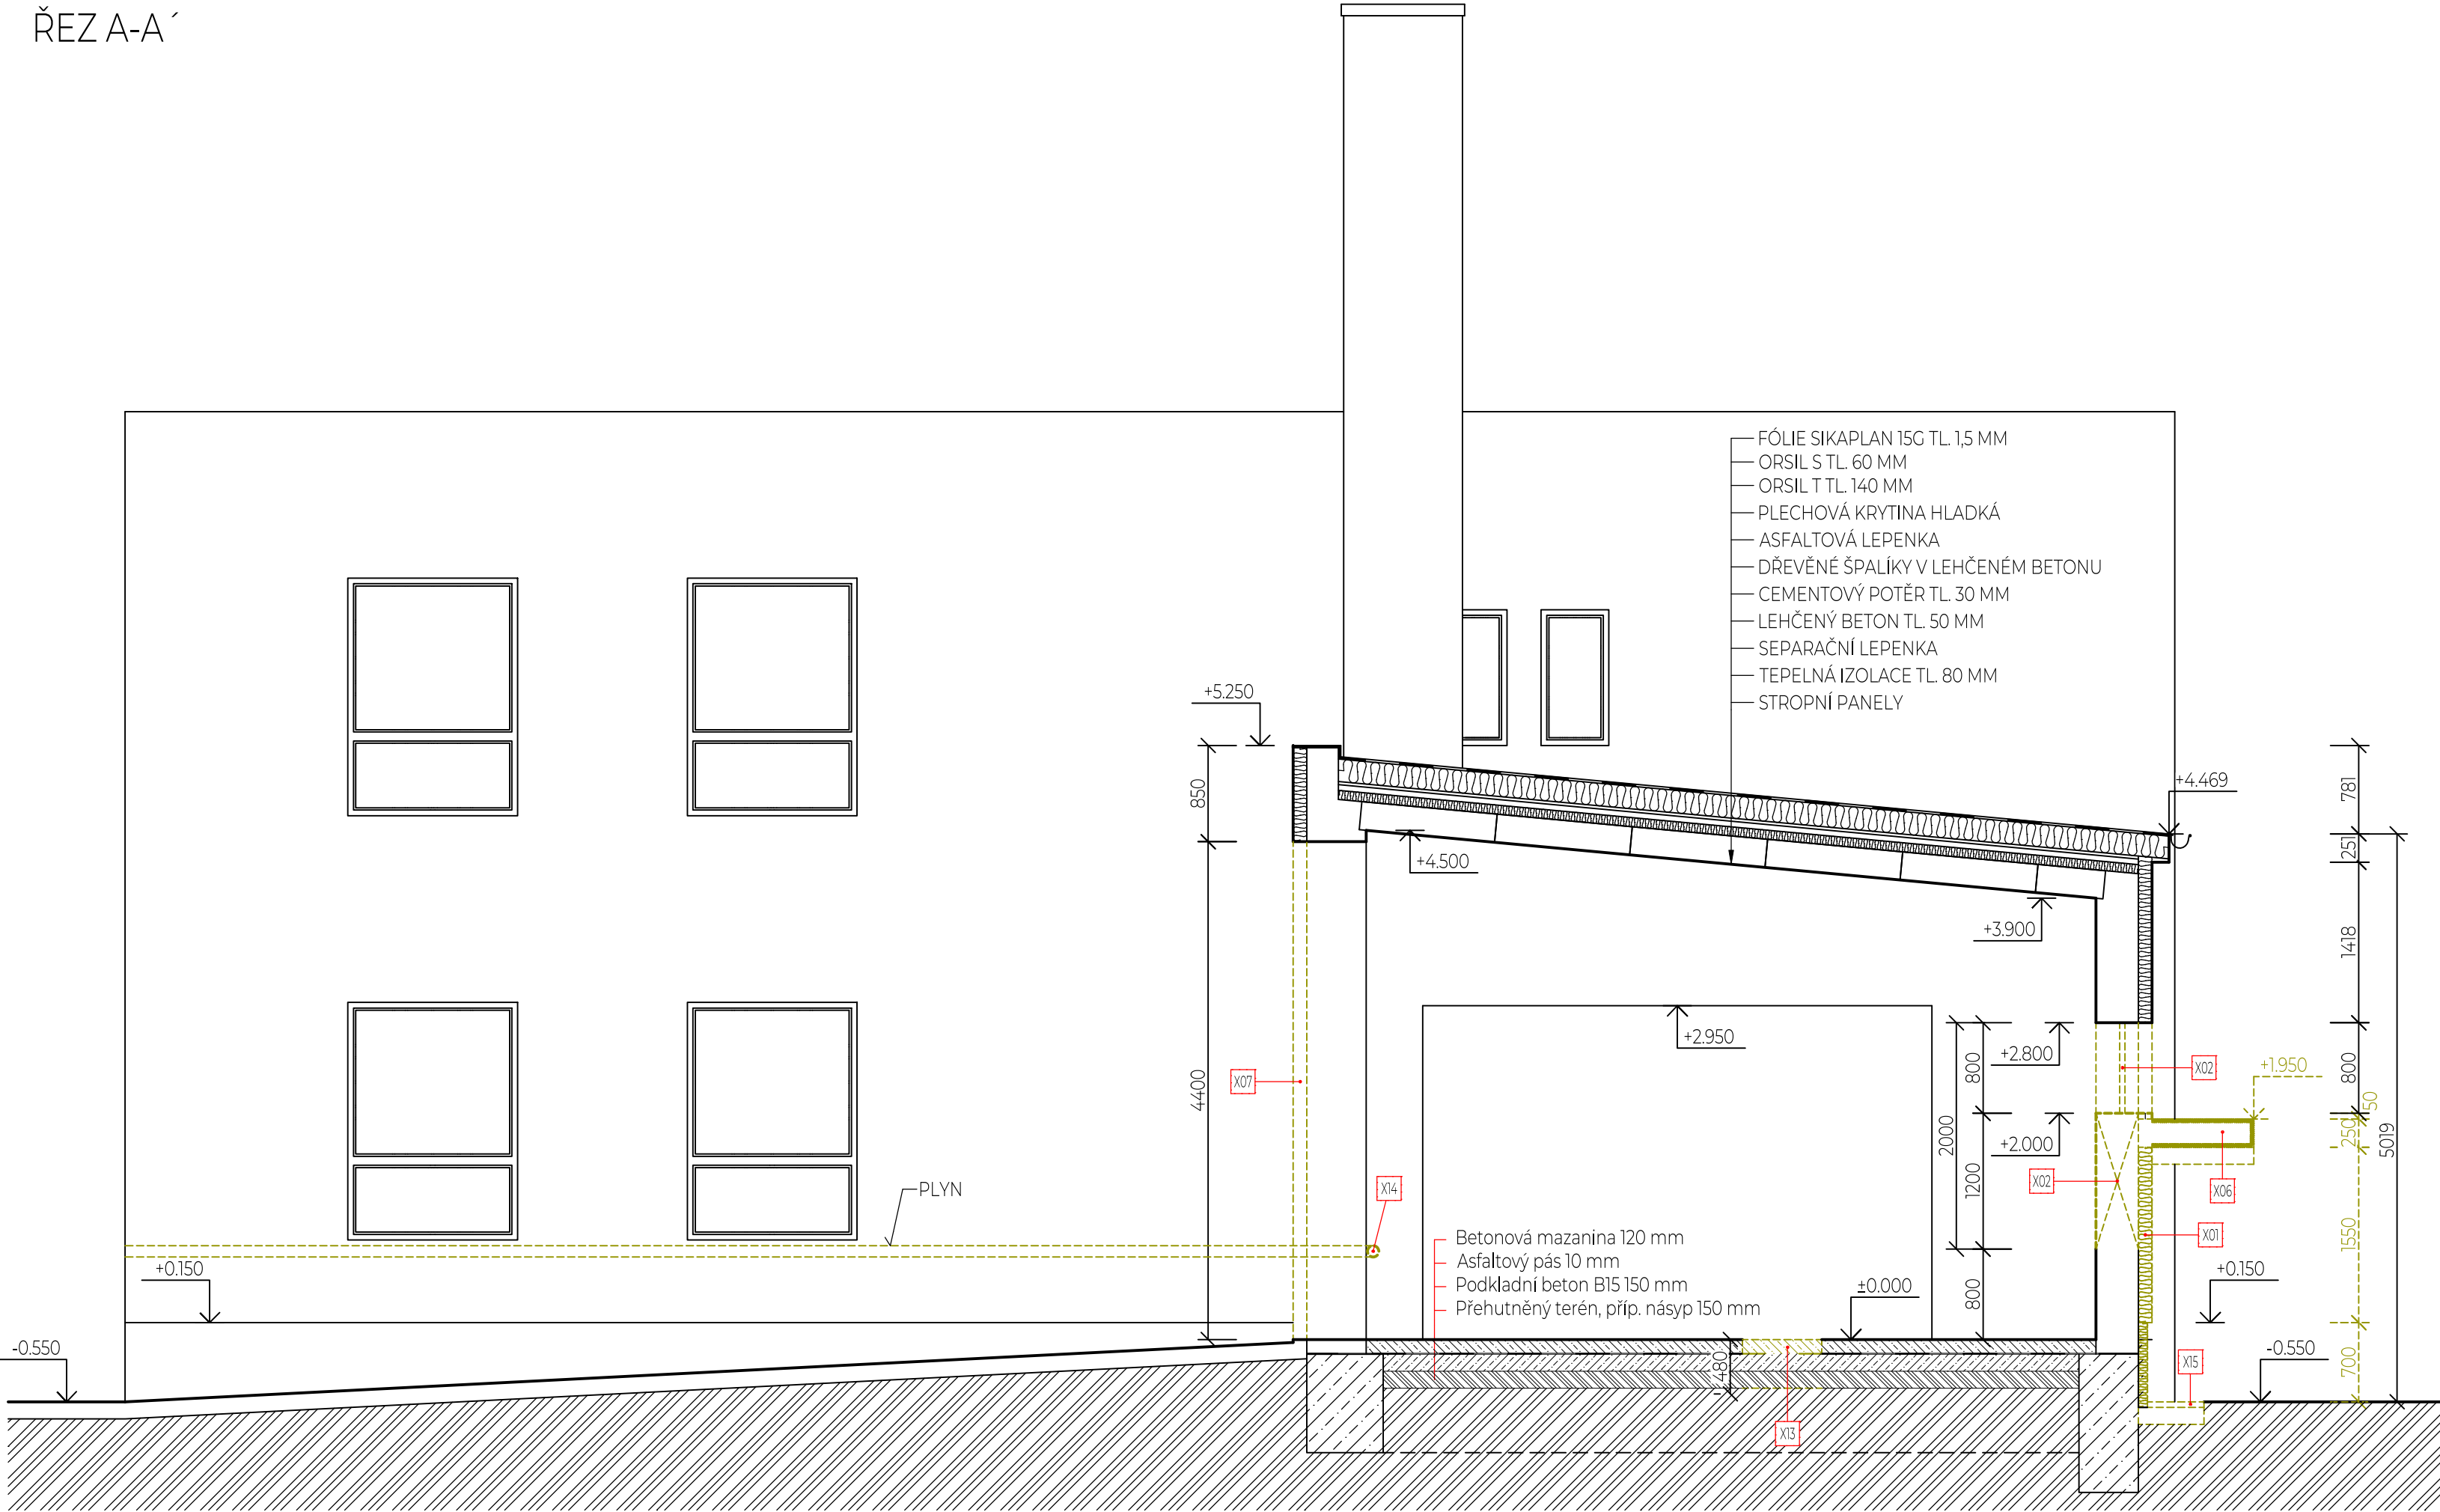 ŘEZ A-A´
FÓLIE SIKAPLAN 15G TL. 1,5 MM
ORSIL S TL. 60 MM
ORSIL T TL. 140 MM
PLECHOVÁ KRYTINA HLADKÁ
ASFALTOVÁ LEPENKA
DŘEVĚNÉ ŠPALÍKY V LEHČENÉM BETONU
CEMENTOVÝ POTĚR TL. 30 MM
LEHČENÝ BETON TL. 50 MM
SEPARAČNÍ LEPENKA
TEPELNÁ IZOLACE TL. 80 MM
STROPNÍ PANELY
+5.250
850
+4.500
+4.469
781
251
+3.900
1418
+2.950
+2.800
800
800
X02
+1.950
50
X07
4400
2000
+2.000
250
5019
1200
X02
X06
X14
PLYN
X01
1550
Betonová mazanina 120 mm
Asfaltový pás 10 mm
Podkladní beton B15 150 mm
Přehutněný terén, příp. násyp 150 mm
+0.150
±0.000
800
+0.150
-0.550
480
-0.550
X15
700
X13